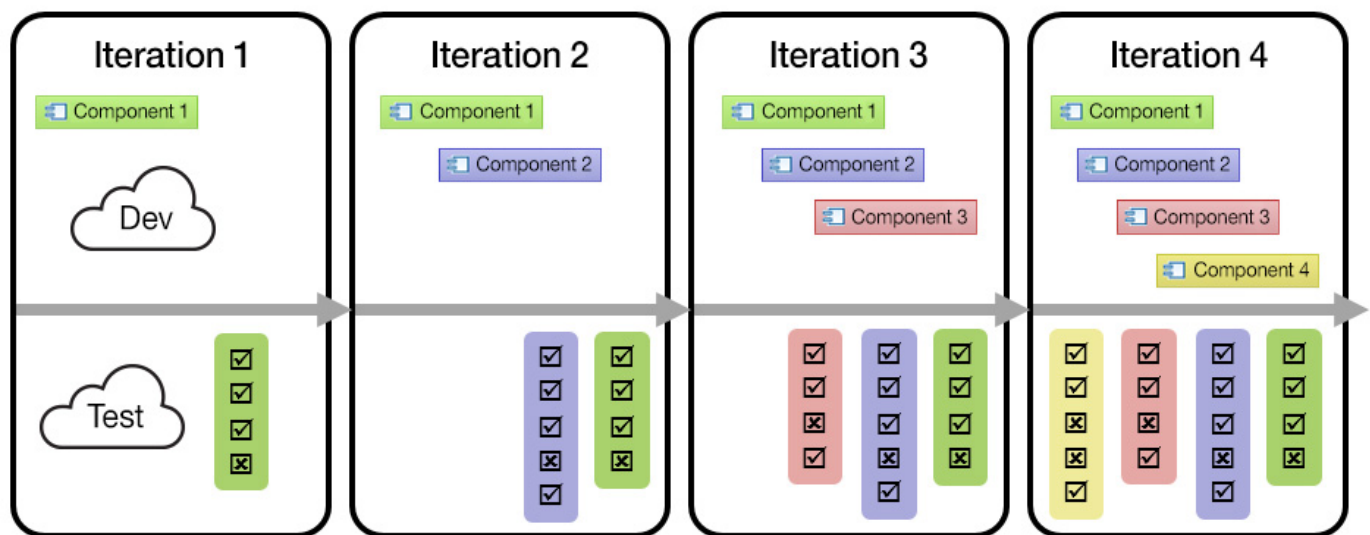 Iteration 1
Iteration 2
Iteration 3
Iteration 4
Component 1
Component 1
Component 1
Component 1
Component 2
Component 2
Component 2
Dev
Component 3
Component 3
Component 4
Test